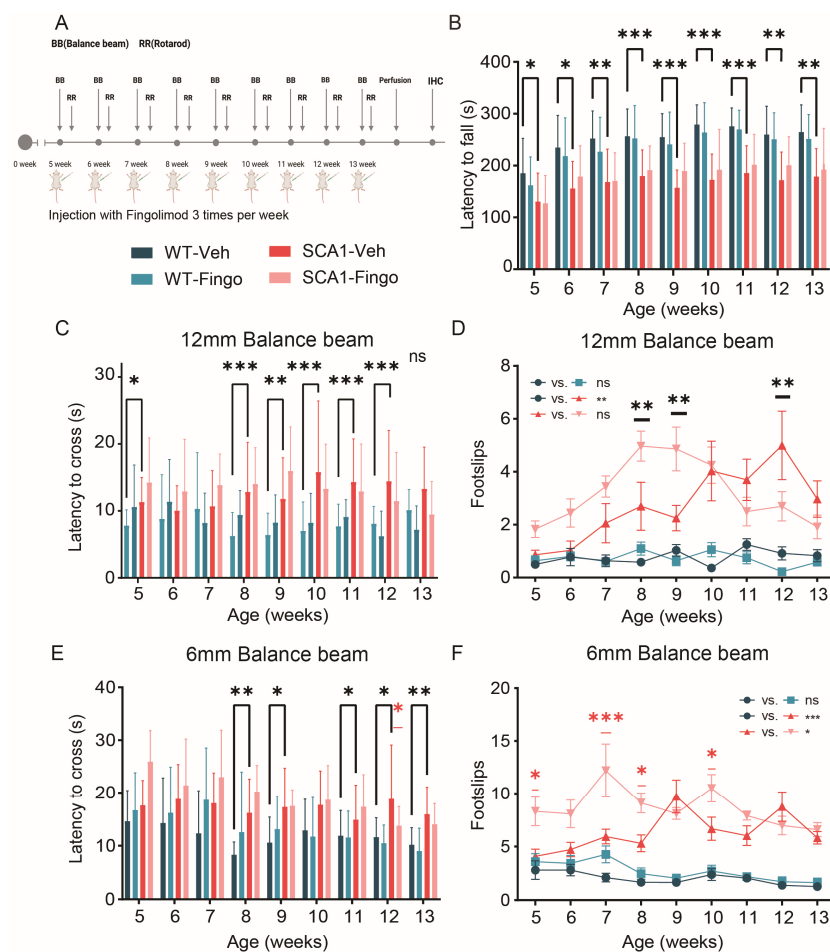 A
BB(Balance beam) RR(Rotarod)
BB BB BB BB BB BB BB BB BB Perfusion IHC
RR RR RR RR RR RR RR RR RR
0 week 5 week 6 week 7 week 8 week 9 week 10 week 11 week 12 week 13 week
Injection with Fingolimod 3 times per week
WT-Veh SCA1-Veh
WT-Fingo SCA1-Fingo
B
* * ** *** *** *** *** ** **
Latency to fall (s)
400
300
200
100
0
5 6 7 8 9 10 11 12 13
Age (weeks)
C
12mm Balance beam
* *** ** *** *** *** ns
Latency to cross (s)
30
20
10
0
5 6 7 8 9 10 11 12 13
Age (weeks)
D
12mm Balance beam
vs. ns
vs. **
vs. ns
** ** **
Footslips
8
6
4
2
0
5 6 7 8 9 10 11 12 13
Age (weeks)
E
6mm Balance beam
** * * * * **
Latency to cross (s)
40
30
20
10
0
5 6 7 8 9 10 11 12 13
Age (weeks)
F
6mm Balance beam
vs. ns
vs. ***
vs. *
* *** * *
Footslips
20
15
10
5
0
5 6 7 8 9 10 11 12 13
Age (weeks)